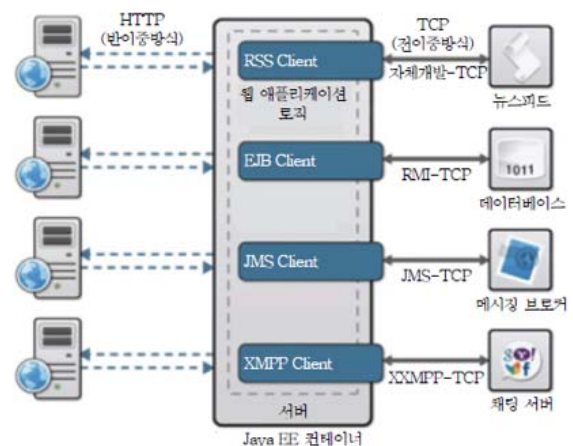 HTTP
(반이중방식)
TCP
(전이중방식)
RSS Client
자체개발-TCP
뉴스피드
웹 애플리케이션
로직
EJB Client
RMI-TCP
1011
데이터베이스
JMS Client
JMS-TCP
메시징 브로커
XMPP Client
XXMPP-TCP
채팅 서버
서버
Jaya EE 컨테이너